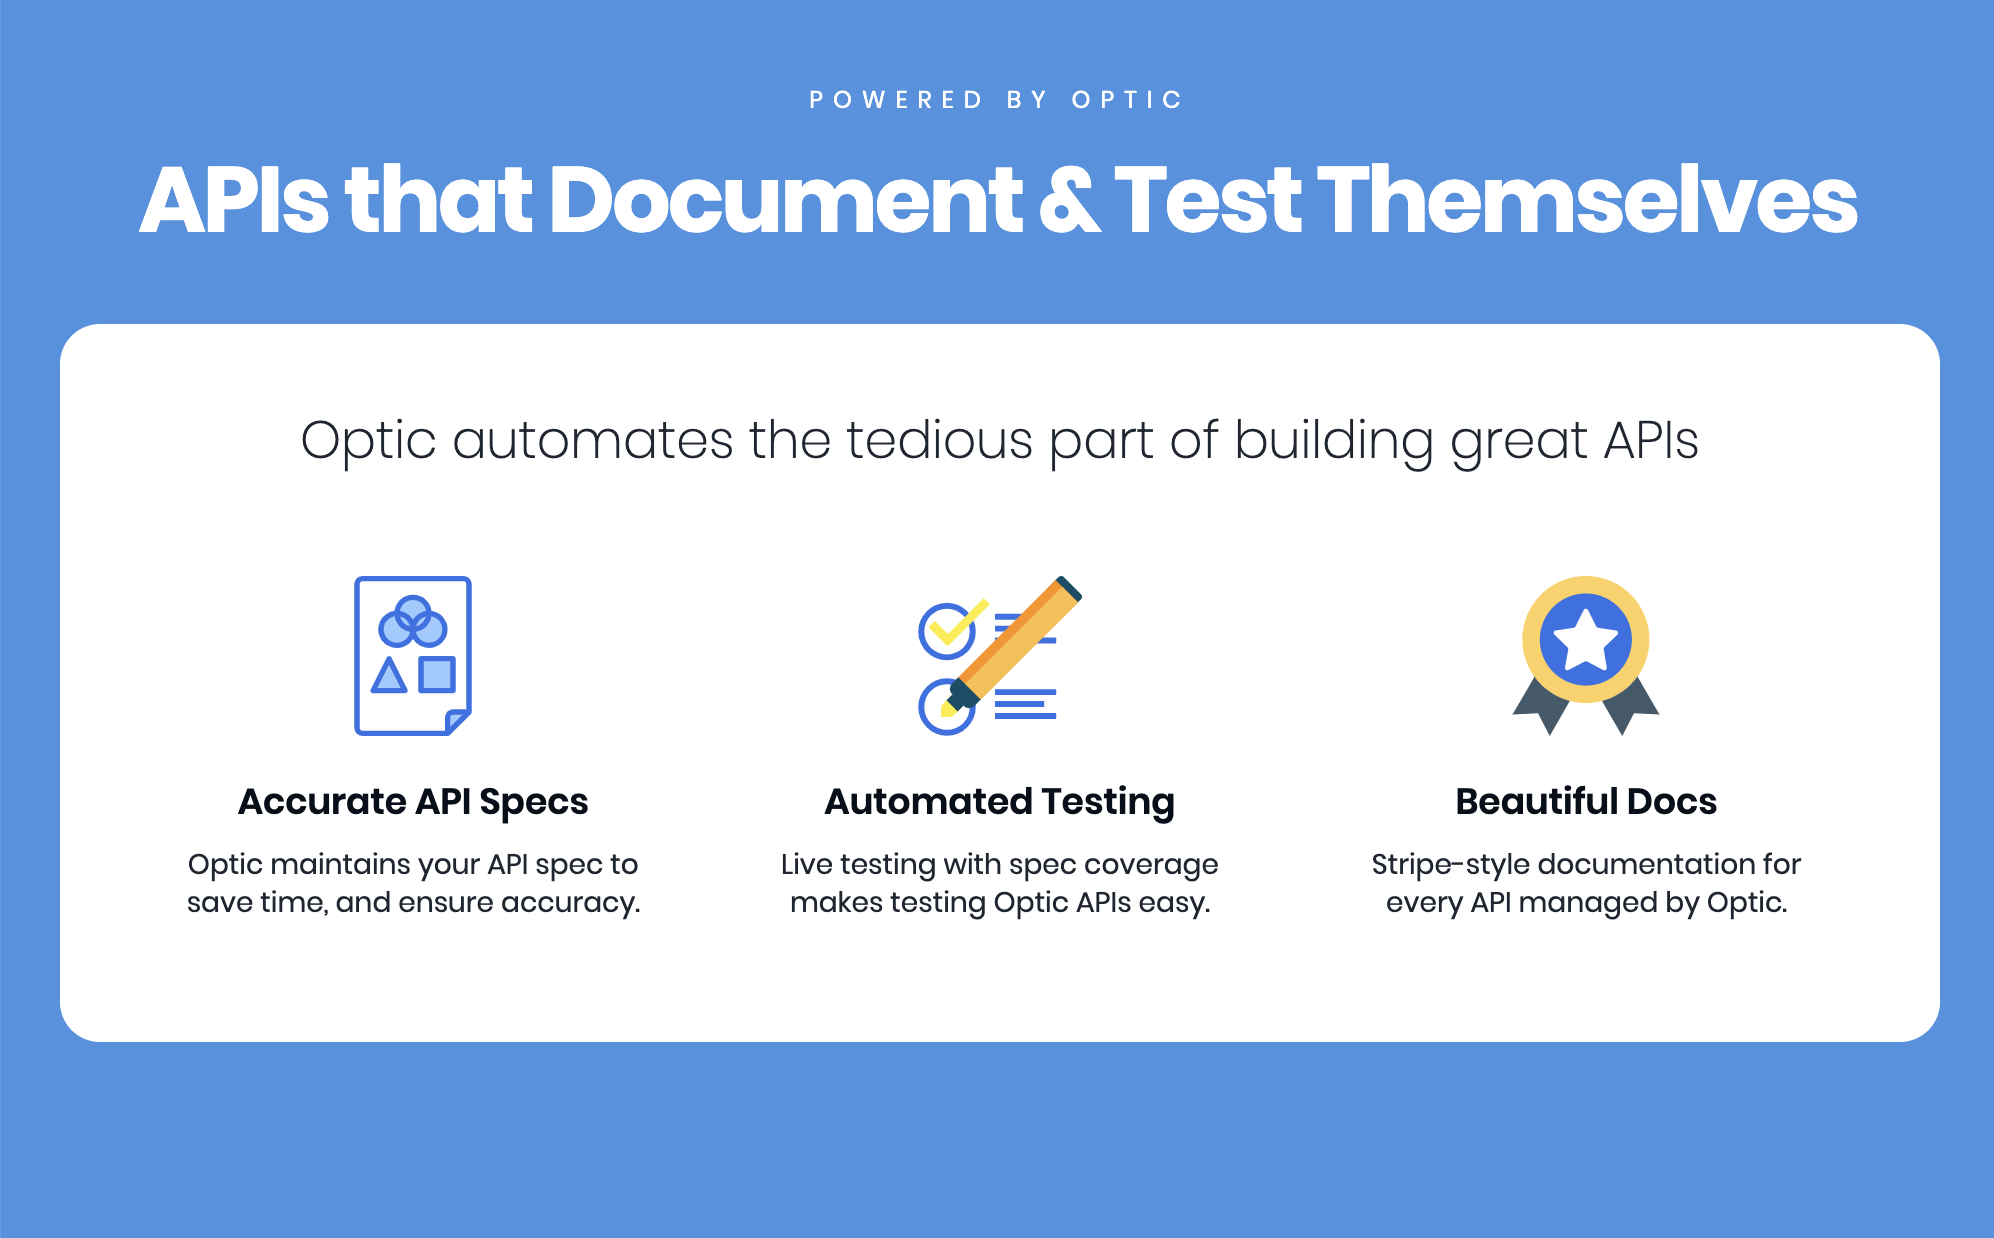 POWERED BY OPTIC
APIs that Document & Test Themselves
Optic automates the tedious part of building great APIs
Accurate API Specs
Optic maintains your API spec to
save time, and ensure accuracy.
Automated Testing
Live testing with spec coverage
makes testing Optic APIs easy.
Beautiful Docs
Stripe-style documentation for
every API managed by Optic.